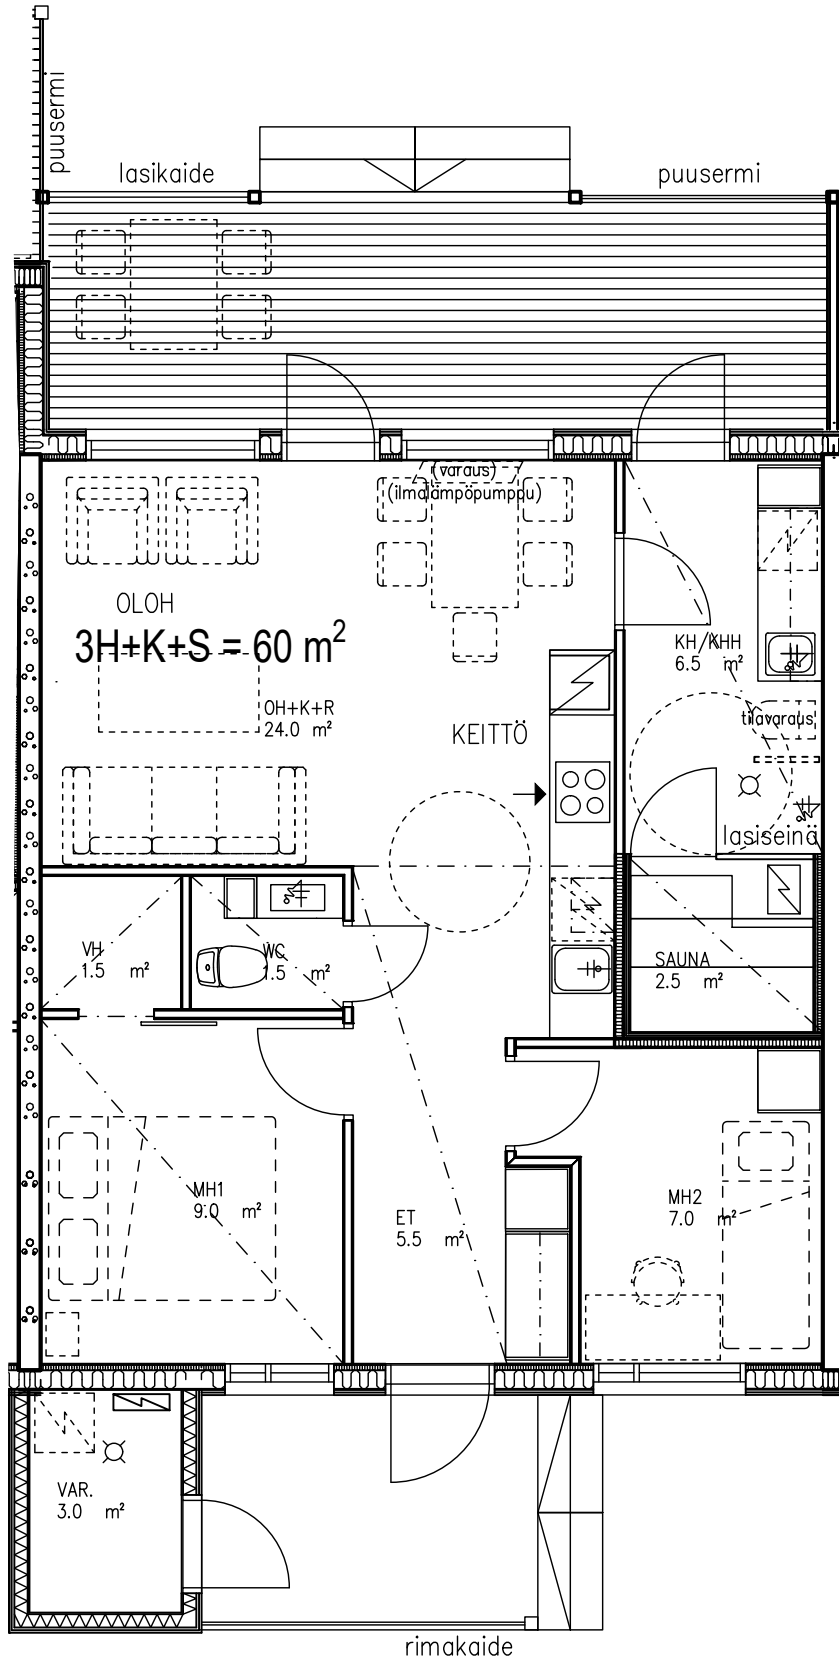 puusermi
lasikaide
puusermi
(varaus)
(ilmalämpöpumppu)
OLOH
3H+K+S = 60 m²
KH/KHH
6.5 m²
OH+K+R
24.0 m²
KEITTÖ
tilavaraus
lasiseinä
VH
1.5 m²
WC
1.5 m²
SAUNA
2.5 m²
MH1
9.0 m²
MH2
7.0 m²
ET
5.5 m²
VAR.
3.0 m²
rimakaide